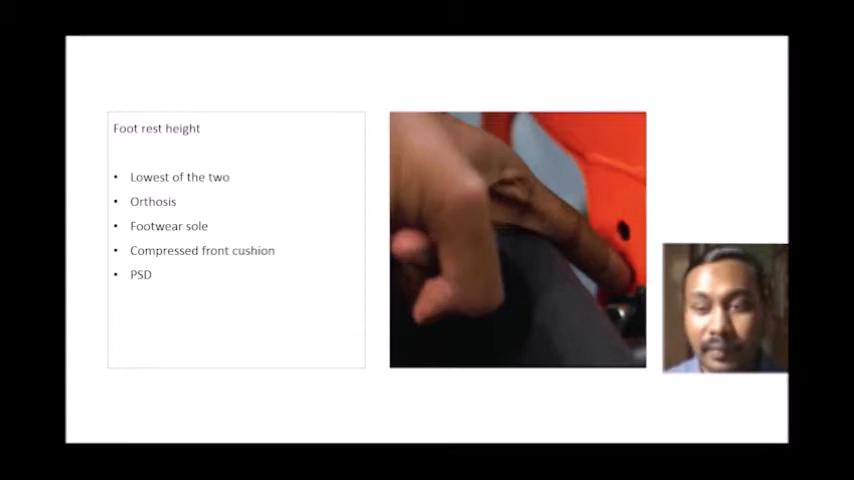 Foot rest height
• Lowest of the two
• Orthosis
• Footwear sole
• Compressed front cushion
• PSD